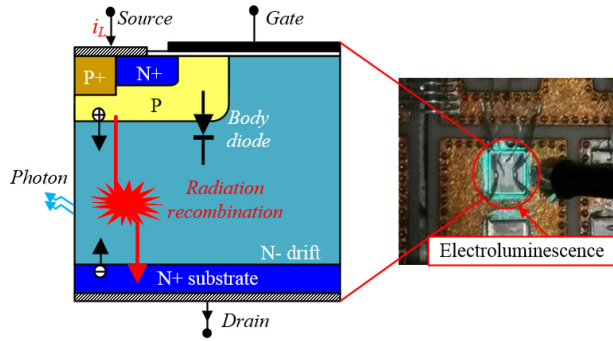 Source
Gate
i_L
P+
N+
P
⊕
Body
diode
Photon
Radiation
recombination
N- drift
⊖
N+ substrate
Drain
Electroluminescence